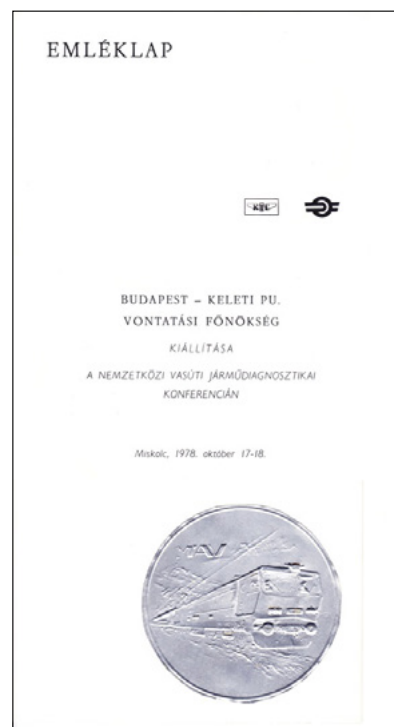 EMLÉKLAP
KTE
BUDAPEST – KELETI PU.
VONTATÁSI FŐNÖKSÉG
KIÁLLÍTÁSA
A NEMZETKÖZI VASÚTI JÁRMŰDIAGNOSZTIKAI
KONFERENCIÁN
Miskolc, 1978. október 17-18.